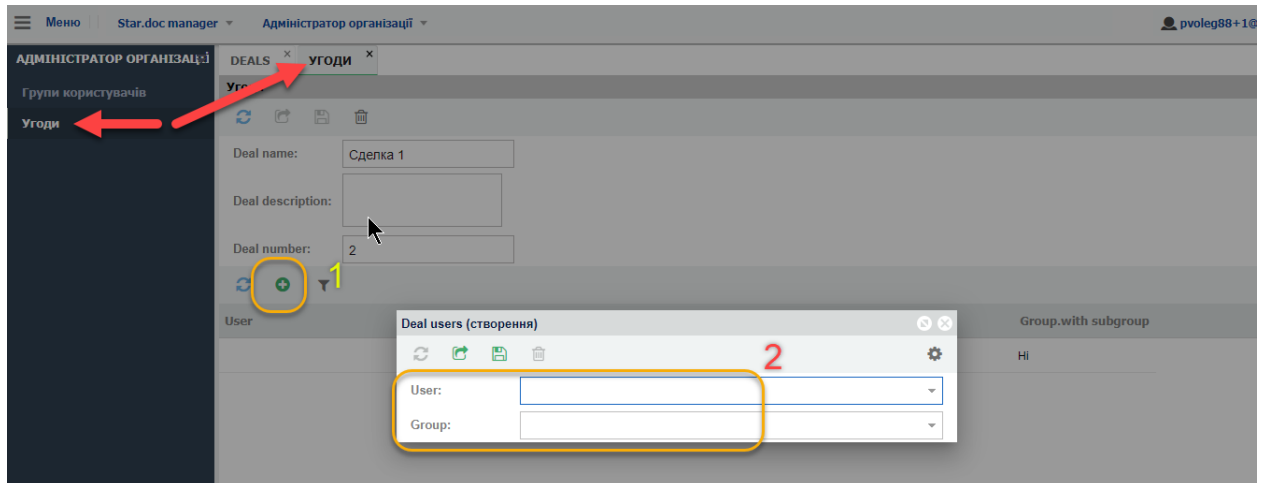 Меню Star.doc manager Адміністратор організації pvoleg88+1@
АДМІНІСТРАТОР ОРГАНІЗАЦІЇ DEALS × УГОДИ ×
Групи користувачів
Угоди
Deal name: Сделка 1
Deal description:
Deal number: 2
1
User Group.with subgroup
Deal users (створення)
2
Ні
User:
Group: